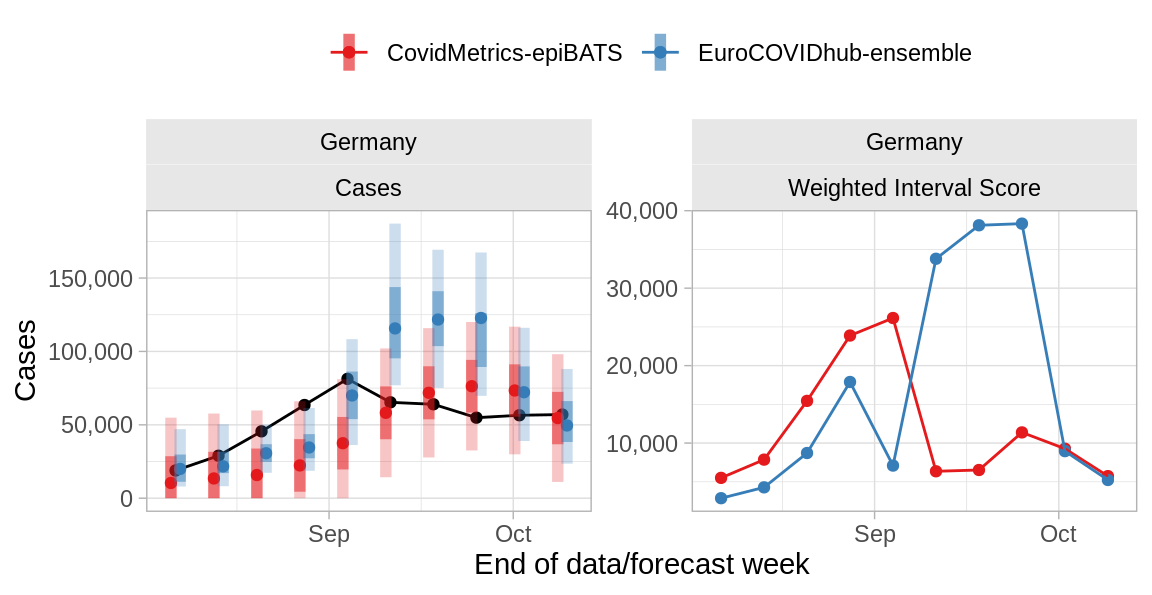 CovidMetrics-epiBATS EuroCOVIDhub-ensemble
Germany
Cases
Germany
Weighted Interval Score
Cases
150,000
100,000
50,000
0
Sep Oct
40,000
30,000
20,000
10,000
Sep Oct
End of data/forecast week